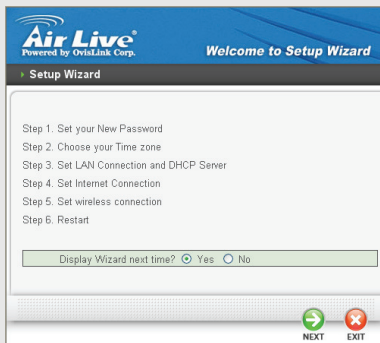 Air Live®
Powered by OvisLink Corp.
Welcome to Setup Wizard
Setup Wizard
Step 1. Set your New Password
Step 2. Choose your Time zone
Step 3. Set LAN Connection and DHCP Server
Step 4. Set Internet Connection
Step 5. Set wireless connection
Step 6. Restart
Display Wizard next time? Yes No
NEXT EXIT